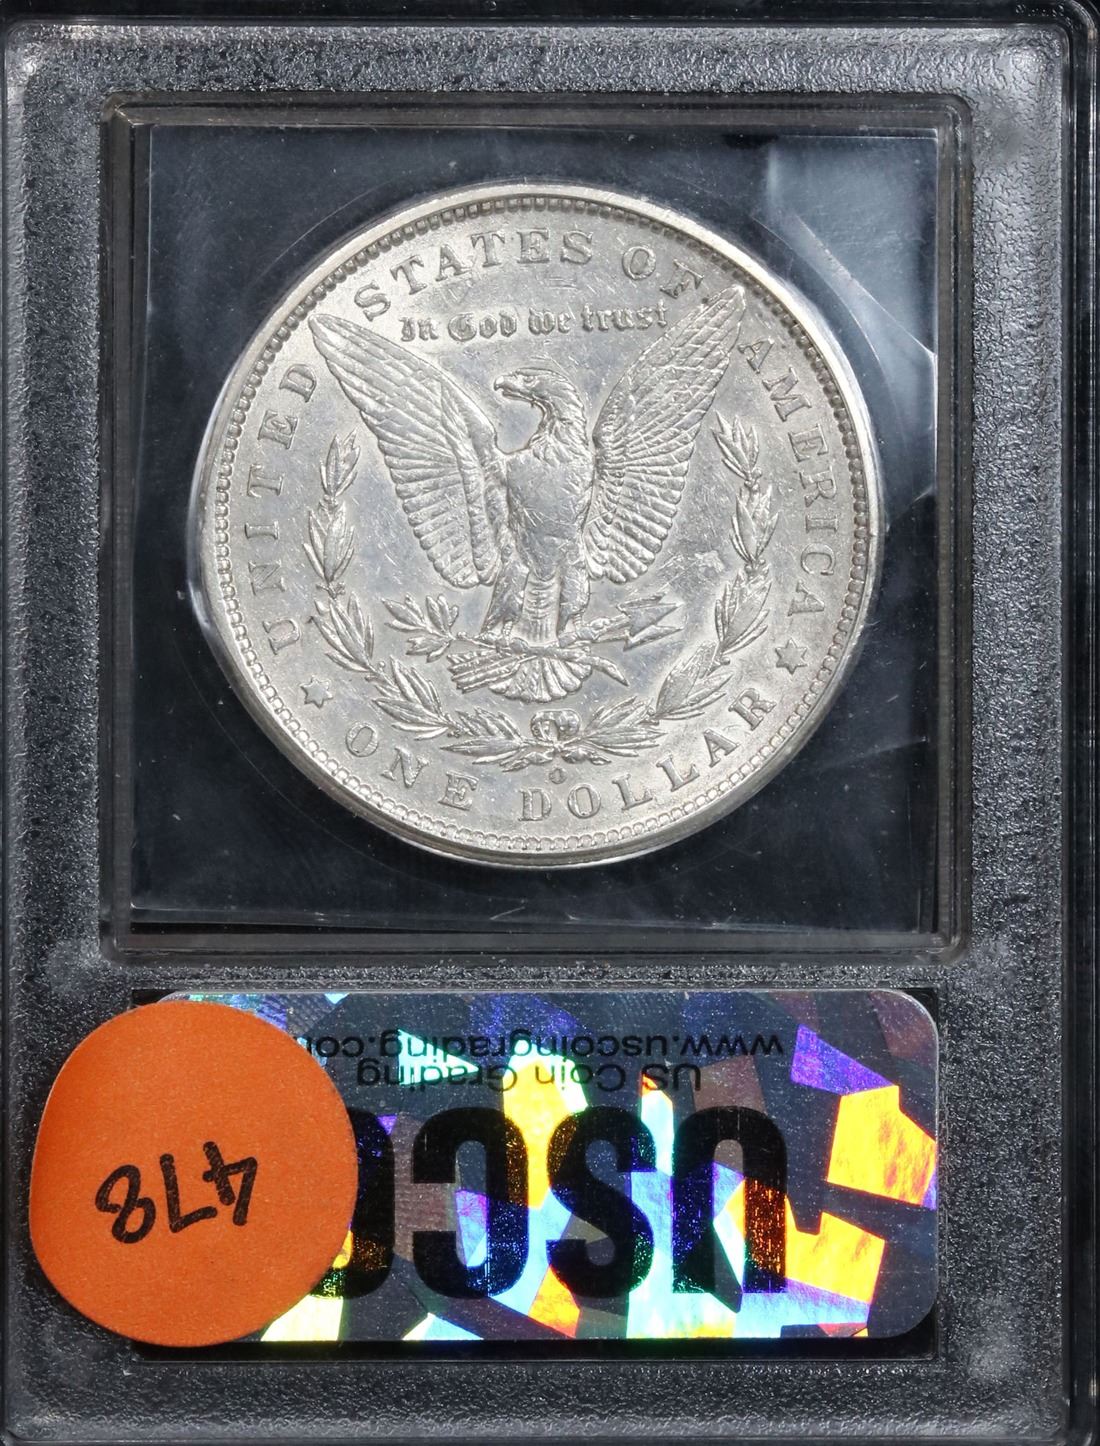 UNITED STATES OF AMERICA
In God we trust
O
ONE DOLLAR
www.uscoingrading.co
US Coin Grading
USCG
478